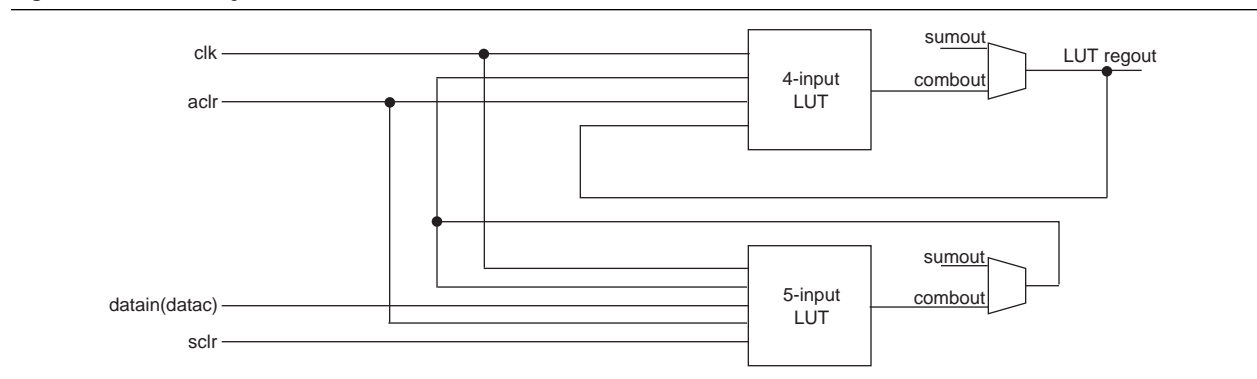 clk
aclr
4-input
LUT
sumout
combout
LUT regout
datain(datac)
sclr
5-input
LUT
sumout
combout